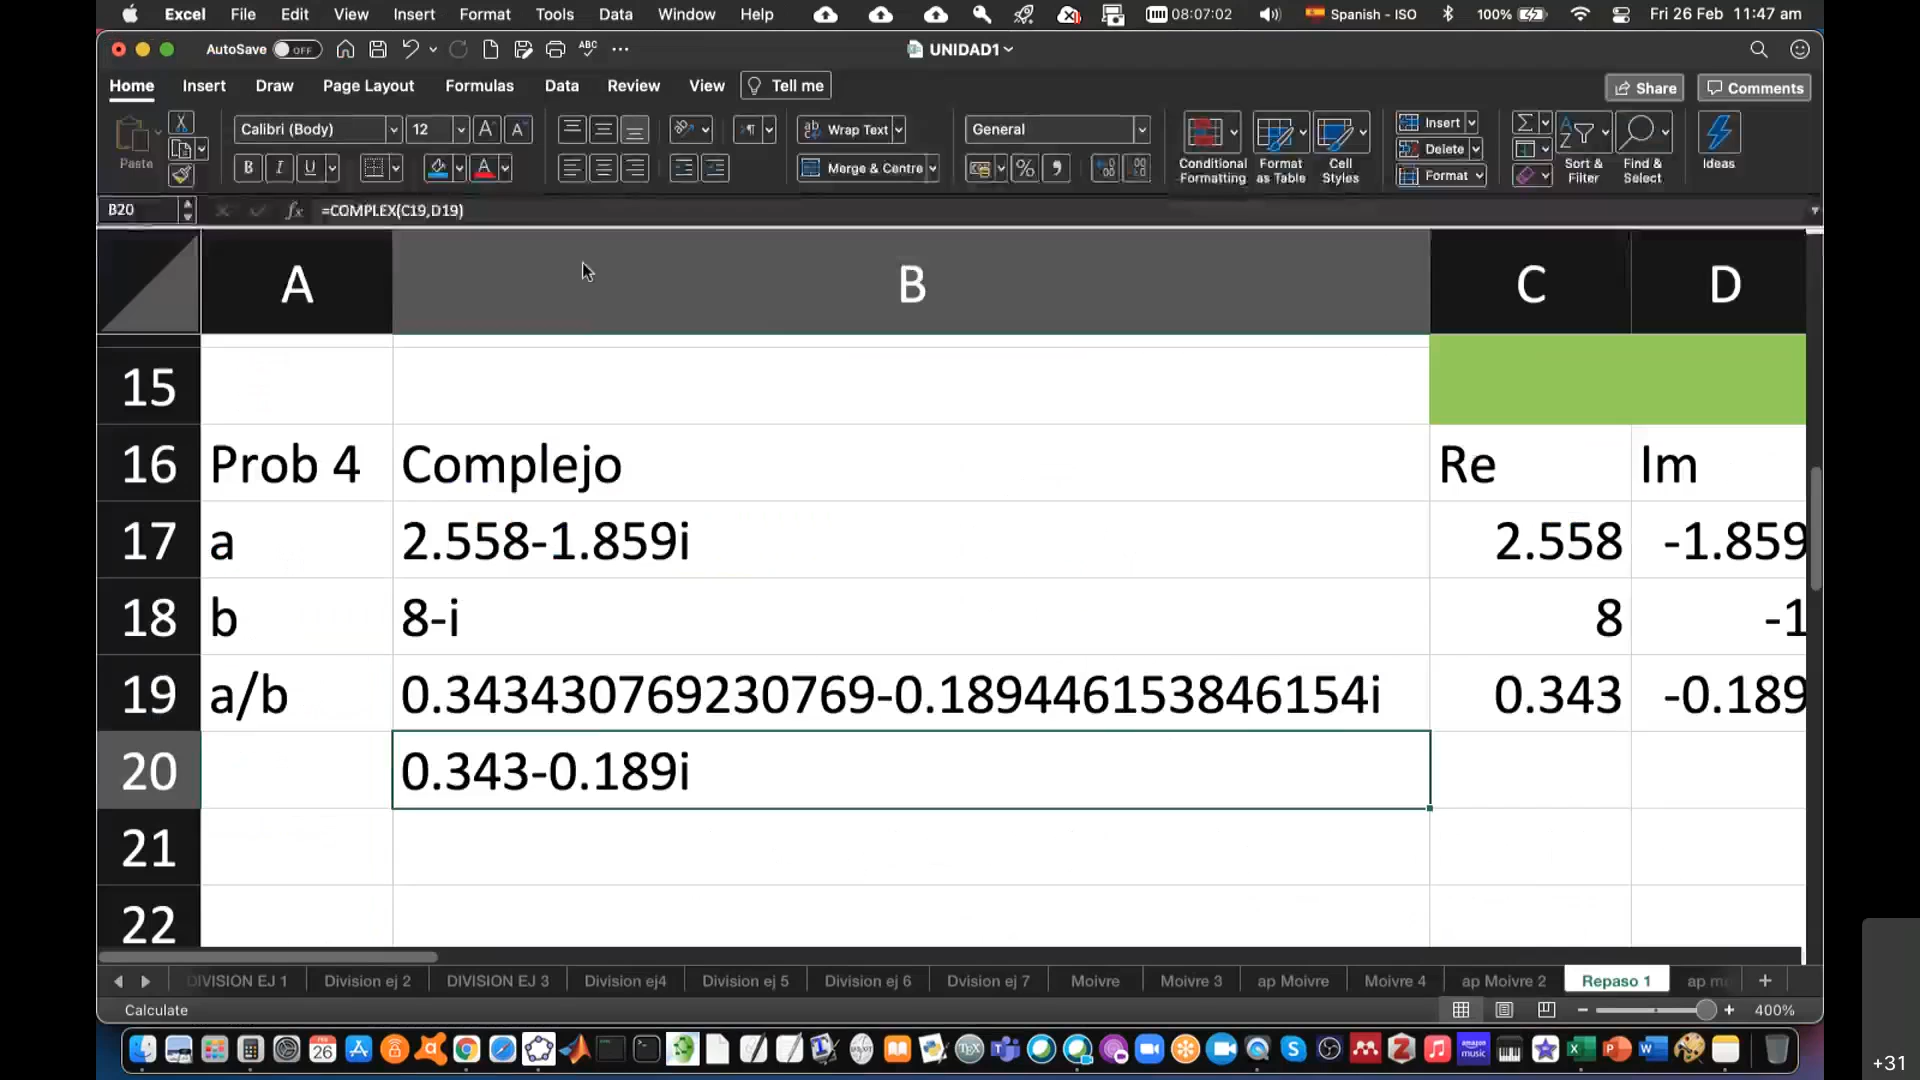 Excel File Edit View Insert Format Tools Data Window Help 08:07:02 Spanish - ISO 100% Fri 26 Feb 11:47 am
AutoSave OFF ABC UNIDAD1
Home Insert Draw Page Layout Formulas Data Review View Tell me Share Comments
Paste Calibri (Body) 12 Wrap Text General Insert
B I U Merge & Centre Delete
Conditional Formatting Format as Table Cell Styles Format Sort & Filter Find & Select Ideas
B20 fx =COMPLEX(C19,D19)
A B C D
15
16 Prob 4 Complejo Re Im
17 a 2.558-1.859i 2.558 -1.859
18 b 8-i 8 -1
19 a/b 0.343430769230769-0.189446153846154i 0.343 -0.189
20 0.343-0.189i
21
22
DIVISION EJ 1 Division ej 2 DIVISION EJ 3 Division ej4 Division ej 5 Division ej 6 Dvision ej 7 Moivre Moivre 3 ap Moivre Moivre 4 ap Moivre 2 Repaso 1
Calculate 400%
+31